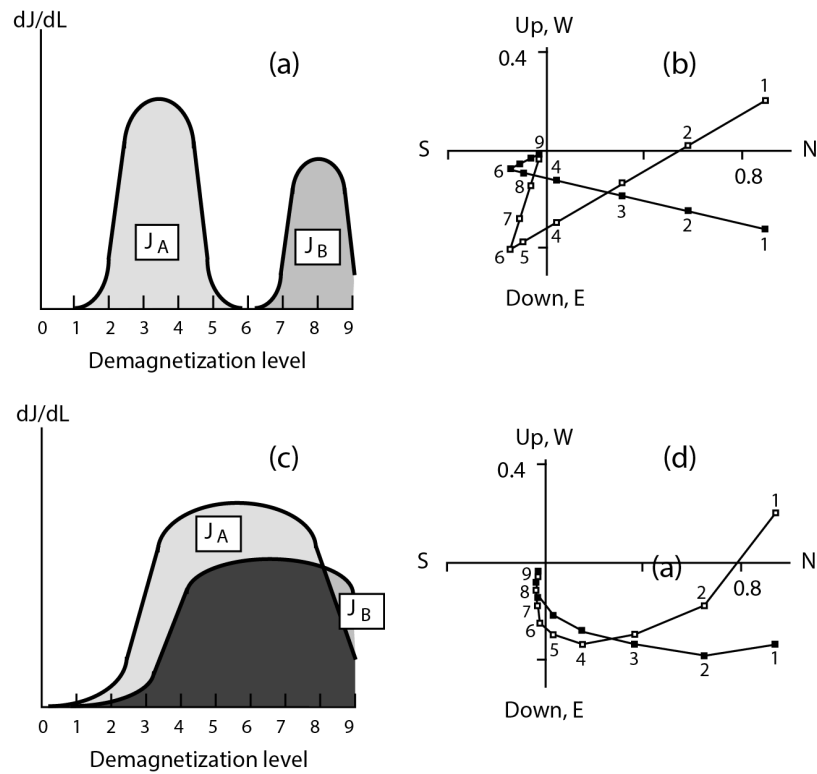 dJ/dL
(a)
J A
J B
0 1 2 3 4 5 6 7 8 9
Demagnetization level
Up, W
0.4
(b)
1
2
S
N
9
6
4
8
0.8
3
2
7
4
1
6
5
Down, E
dJ/dL
(c)
J A
J B
0 1 2 3 4 5 6 7 8 9
Demagnetization level
Up, W
0.4
(d)
1
S
N
(a)
9
0.8
8
2
7
6
5
4
3
2
1
Down, E